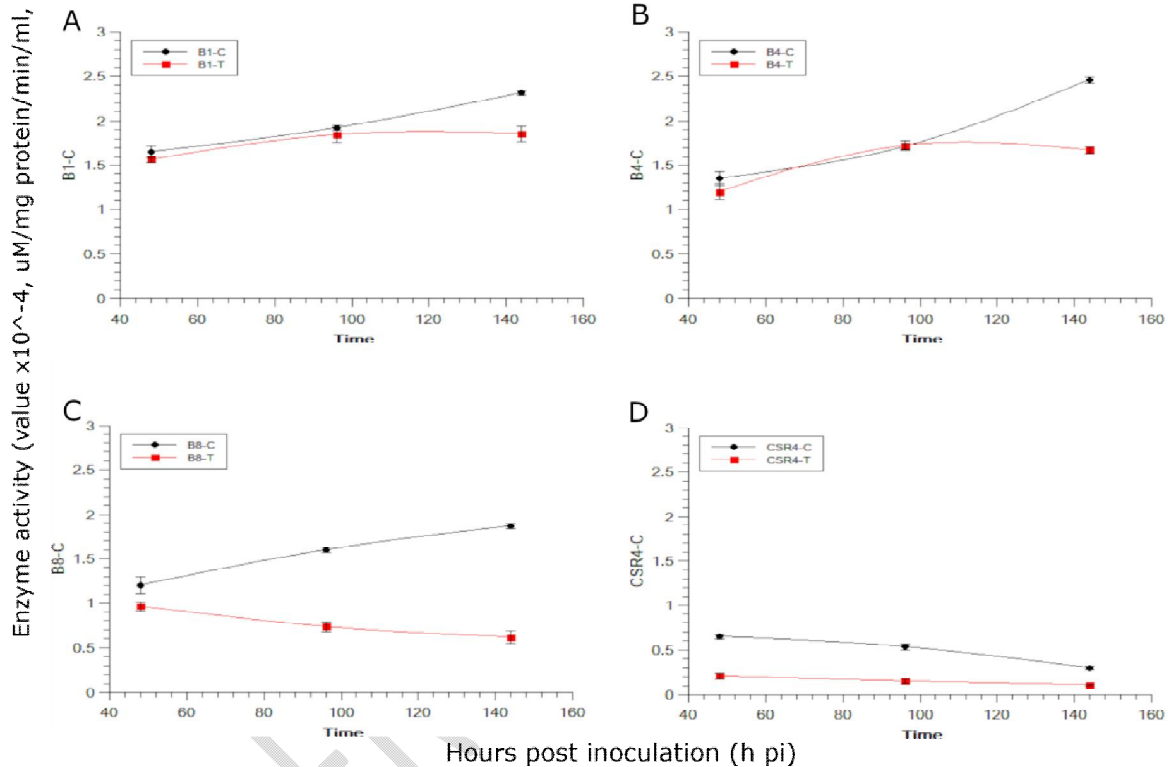 Enzyme activity (value x10^-4, uM/mg protein/min/ml,
A
B1-C
B1-T
3
2.5
2
1.5
1
0.5
0
B1-C
40 60 80 100 120 140 160
Time
B
B4-C
B4-T
3
2.5
2
1.5
1
0.5
0
B4-C
40 60 80 100 120 140 160
Time
C
B8-C
B8-T
3
2.5
2
1.5
1
0.5
0
B8-C
40 60 80 100 120 140 160
Time
D
CSR4-C
CSR4-T
3
2.5
2
1.5
1
0.5
0
CSR4-C
40 60 80 100 120 140 160
Time
Hours post inoculation (h pi)